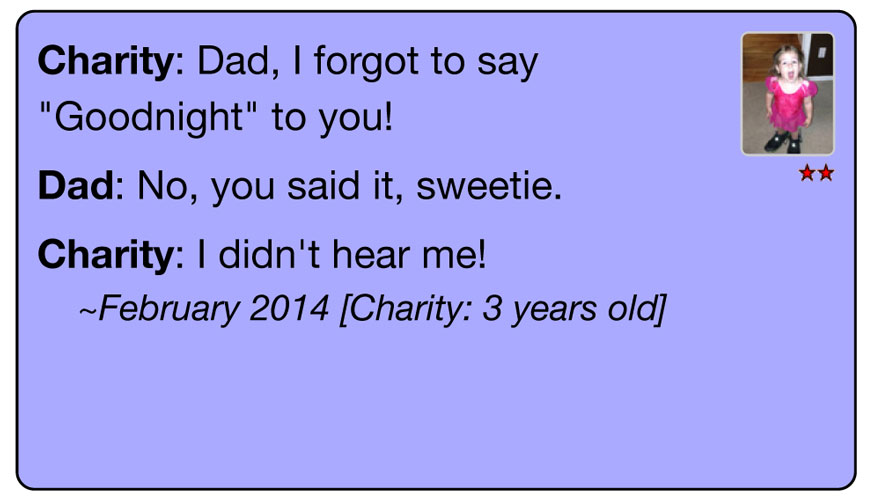 Charity: Dad, I forgot to say
"Goodnight" to you!
Dad: No, you said it, sweetie.
Charity: I didn't hear me!
~February 2014 [Charity: 3 years old]